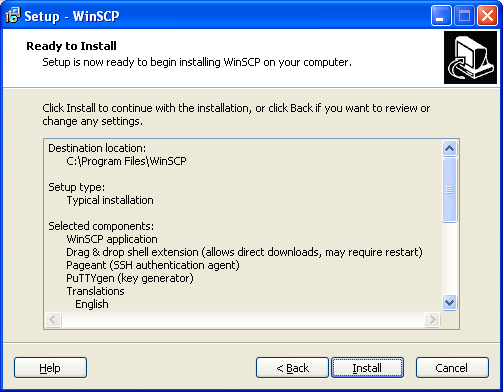 Setup - WinSCP
Ready to Install
Setup is now ready to begin installing WinSCP on your computer.
Click Install to continue with the installation, or click Back if you want to review or
change any settings.
Destination location:
C:\Program Files\WinSCP
Setup type:
Typical installation
Selected components:
WinSCP application
Drag & drop shell extension (allows direct downloads, may require restart)
Pageant (SSH authentication agent)
PuTTYgen (key generator)
Translations
English
Help
< Back
Install
Cancel